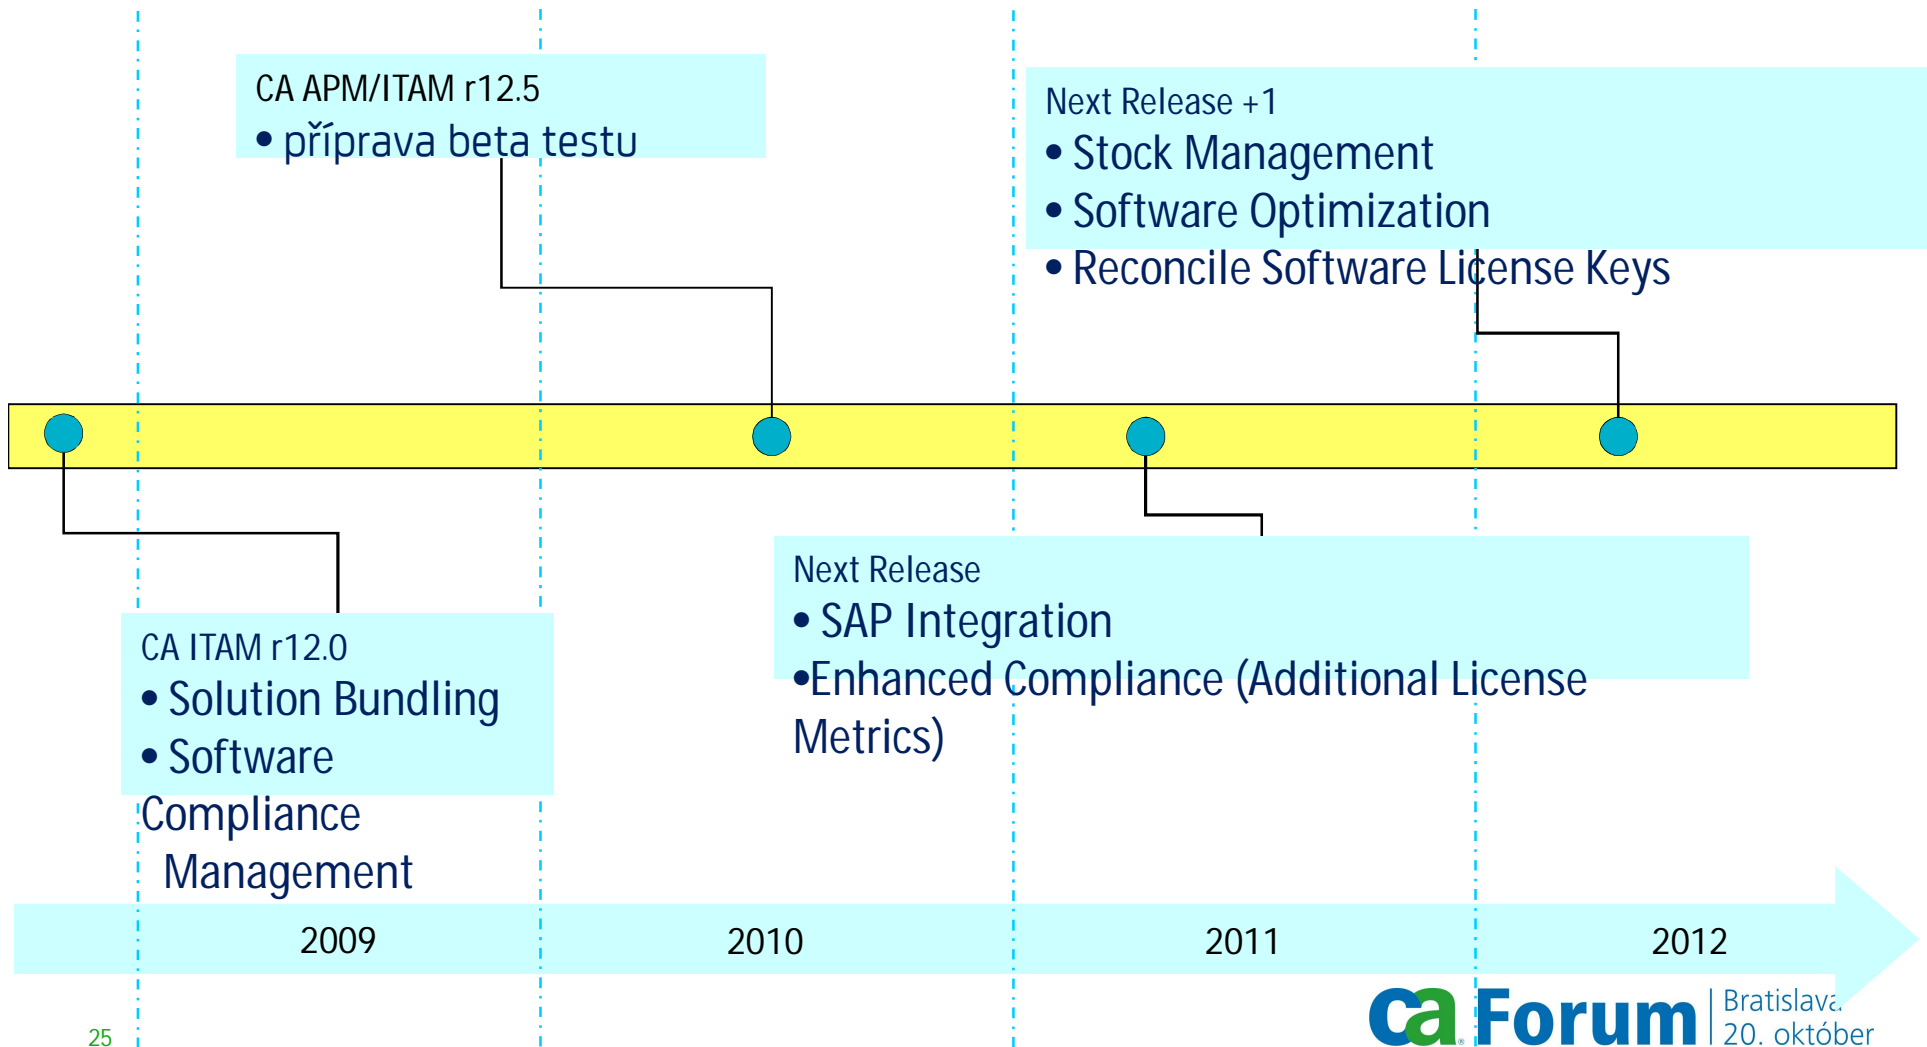 CA APM/ITAM r12.5
• příprava beta testu
Next Release +1
• Stock Management
• Software Optimization
• Reconcile Software License Keys
CA ITAM r12.0
• Solution Bundling
• Software
Compliance
Management
Next Release
• SAP Integration
•Enhanced Compliance (Additional License
Metrics)
2009
2010
2011
2012
25
ca Forum
Bratislava
20. október